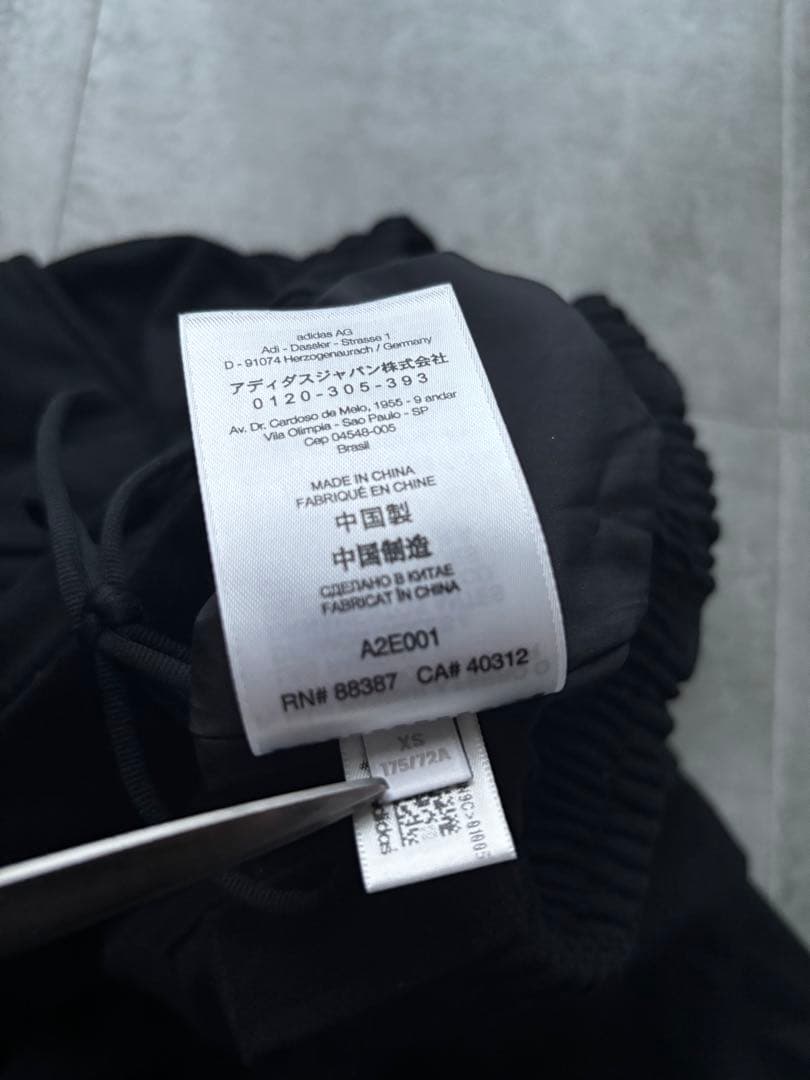 adidas AG
Adi - Dassler - Strasse 1
D - 91074 Herzogenaurach / Germany
アディダスジャパン株式会社
0120-305-393
Av. Dr. Cardoso de Melo, 1955 - 9 andar
Vila Olimpia - Sao Paulo - SP
Cep 04548-005
Brasil
MADE IN CHINA
FABRIQUÉ EN CHINE
中国製
中国制造
СДЕЛАНО В КИТАЕ
FABRICAT ÎN CHINA
A2E001
RN# 88387 CA# 40312
XS
175/72A
#
adidas